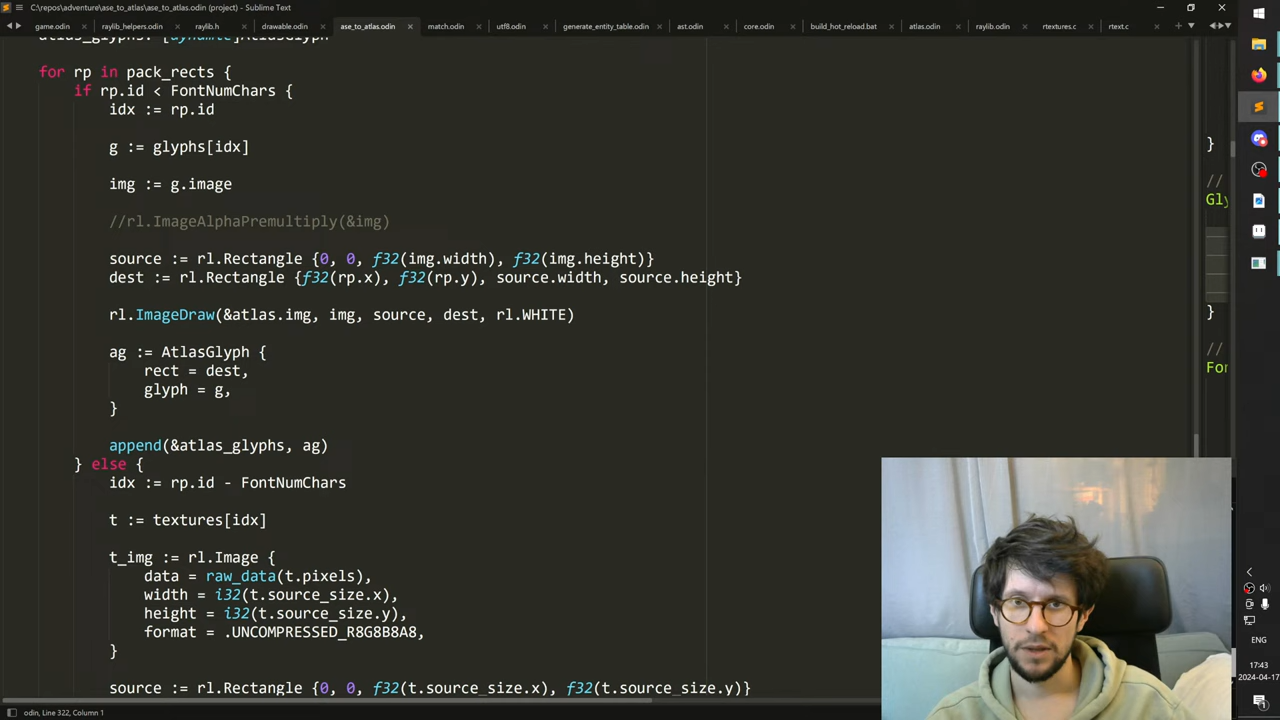 C:\repos\adventure\ase_to_atlas\ase_to_atlas.odin (project) - Sublime Text
game.odin raylib_helpers.odin raylib.h drawable.odin ase_to_atlas.odin match.odin utf8.odin generate_entity_table.odin ast.odin core.odin build_hot_reload.bat atlas.odin raylib.odin rtextures.c rtext.c
atlas_glyphs: [dynamic]AtlasGlyph
for rp in pack_rects {
if rp.id < FontNumChars {
idx := rp.id
g := glyphs[idx]
img := g.image
//rl.ImageAlphaPremultiply(&img)
source := rl.Rectangle {0, 0, f32(img.width), f32(img.height)}
dest := rl.Rectangle {f32(rp.x), f32(rp.y), source.width, source.height}
rl.ImageDraw(&atlas.img, img, source, dest, rl.WHITE)
ag := AtlasGlyph {
rect = dest,
glyph = g,
}
append(&atlas_glyphs, ag)
} else {
idx := rp.id - FontNumChars
t := textures[idx]
t_img := rl.Image {
data = raw_data(t.pixels),
width = i32(t.source_size.x),
height = i32(t.source_size.y),
format = .UNCOMPRESSED_R8G8B8A8,
}
source := rl.Rectangle {0, 0, f32(t.source_size.x), f32(t.source_size.y)}
}
//
Gly
}
//
For
odin, Line 322, Column 1
ENG
17:43
2024-04-17